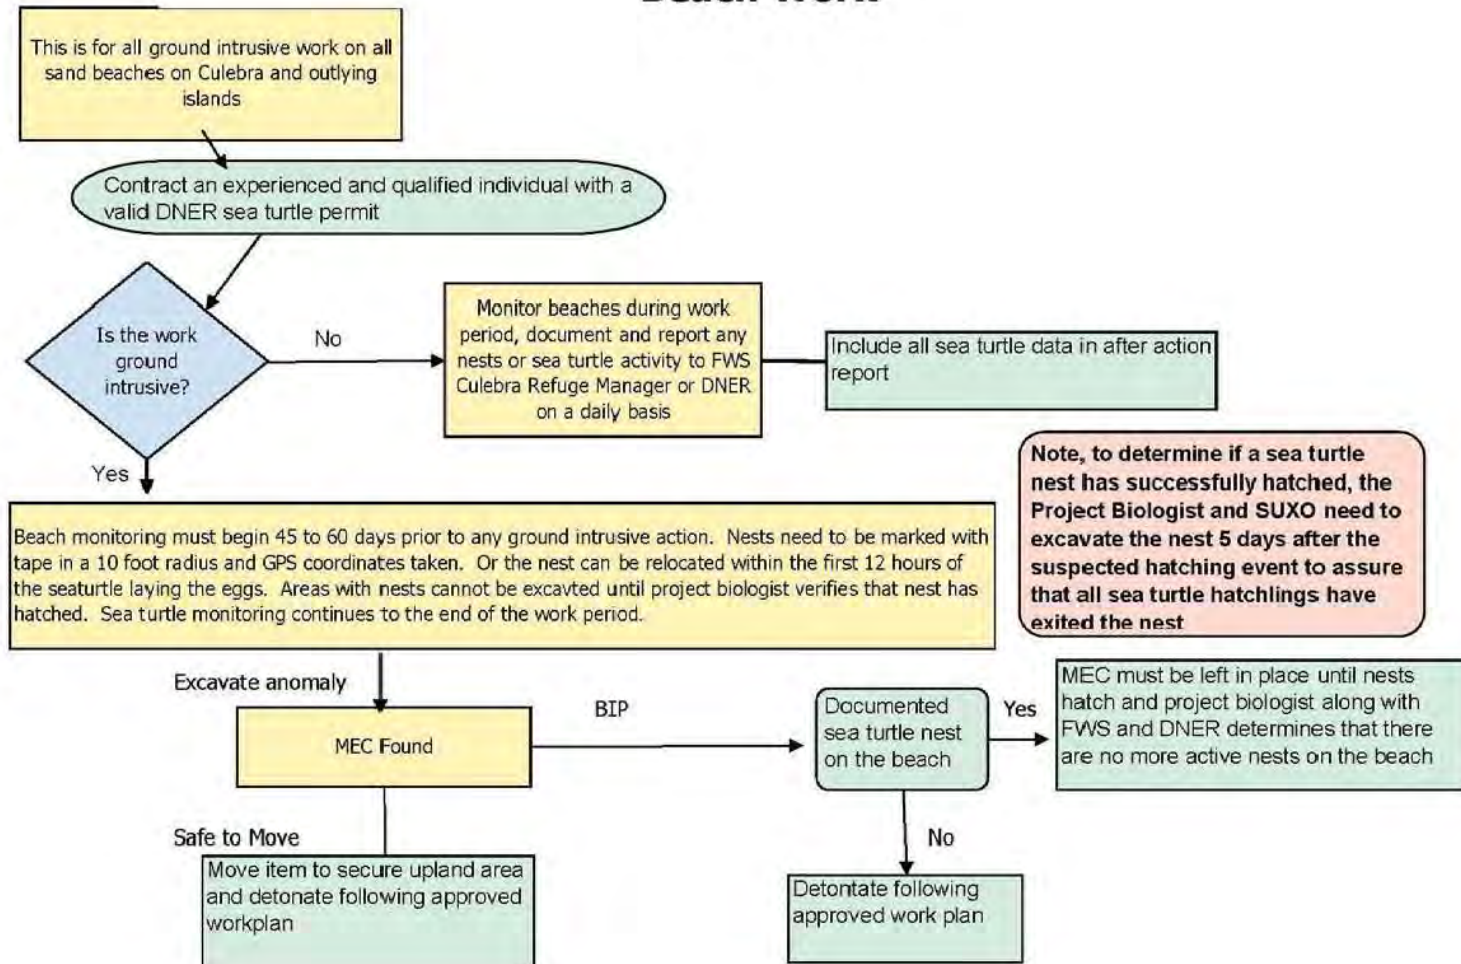 Beach Work
This is for all ground intrusive work on all
sand beaches on Culebra and outlying
islands
Contract an experienced and qualified individual with a
valid DNER sea turtle permit
Is the work
ground
intrusive?
No
Monitor beaches during work
period, document and report any
nests or sea turtle activity to FWS
Culebra Refuge Manager or DNER
on a daily basis
Include all sea turtle data in after action
report
Yes
Note, to determine if a sea turtle
nest has successfully hatched, the
Project Biologist and SUXO need to
excavate the nest 5 days after the
suspected hatching event to assure
that all sea turtle hatchlings have
exited the nest
Beach monitoring must begin 45 to 60 days prior to any ground intrusive action. Nests need to be marked with
tape in a 10 foot radius and GPS coordinates taken. Or the nest can be relocated within the first 12 hours of
the seaturtle laying the eggs. Areas with nests cannot be excavted until project biologist verifies that nest has
hatched. Sea turtle monitoring continues to the end of the work period.
Excavate anomaly
MEC Found
BIP
Documented
sea turtle nest
on the beach
Yes
MEC must be left in place until nests
hatch and project biologist along with
FWS and DNER determines that there
are no more active nests on the beach
Safe to Move
Move item to secure upland area
and detonate following approved
workplan
No
Detontate following
approved work plan